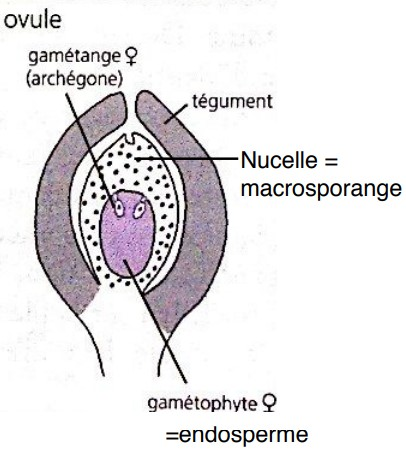 ovule
gamétange ♀
(archégone)
tégument
Nucelle =
macrosporange
gamétophyte ♀
=endosperme